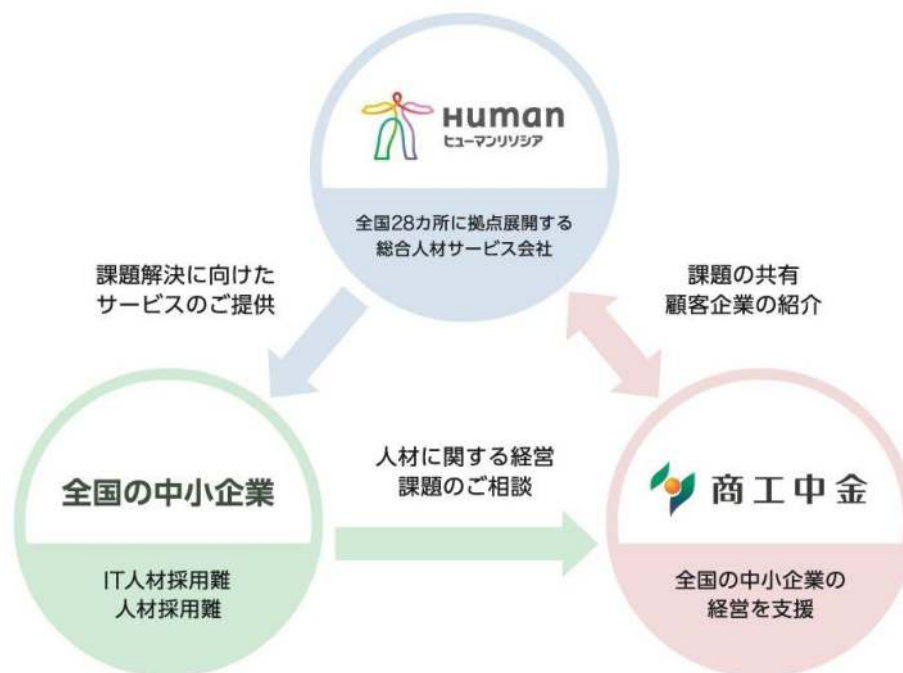 Human
ヒューマンリソシア
全国28カ所に拠点展開する
総合人材サービス会社
課題解決に向けた
サービスのご提供
課題の共有
顧客企業の紹介
人材に関する経営
課題のご相談
全国の中小企業
IT人材採用難
人材採用難
商工中金
全国の中小企業の
経営を支援